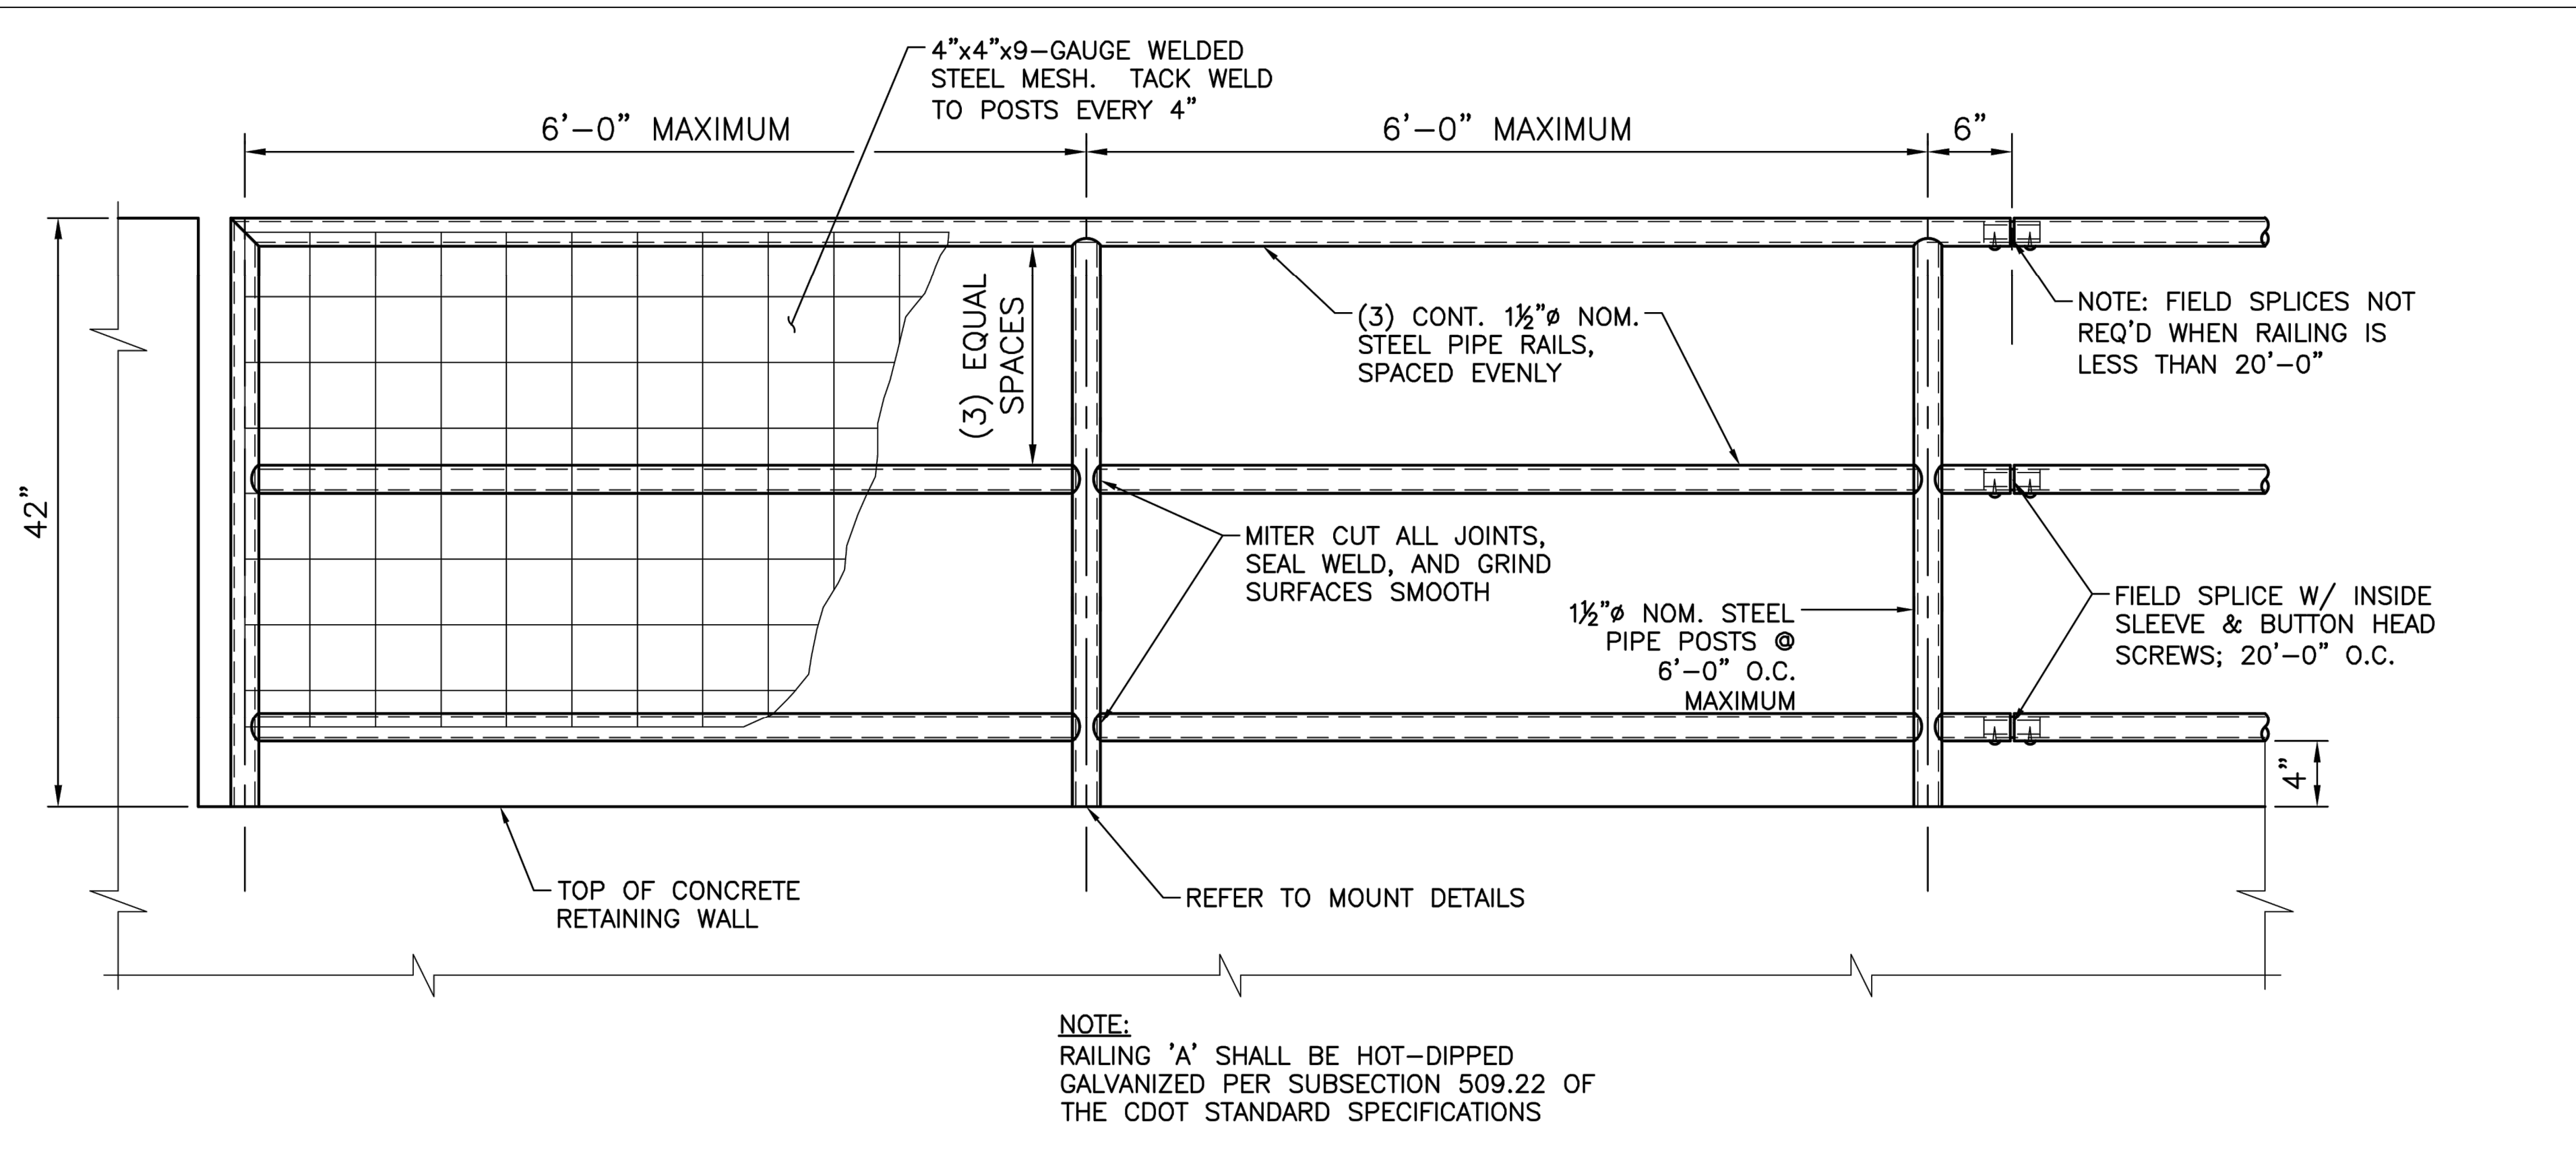 4”x4”x9–GAUGE WELDED
STEEL MESH. TACK WELD
TO POSTS EVERY 4”
6’–0” MAXIMUM
6’–0” MAXIMUM
6”
42”
(3) EQUAL
SPACES
(3) CONT. 1½”ø NOM.
STEEL PIPE RAILS,
SPACED EVENLY
NOTE: FIELD SPLICES NOT
REQ’D WHEN RAILING IS
LESS THAN 20’–0”
MITER CUT ALL JOINTS,
SEAL WELD, AND GRIND
SURFACES SMOOTH
1½”ø NOM. STEEL
PIPE POSTS @
6’–0” O.C.
MAXIMUM
FIELD SPLICE W/ INSIDE
SLEEVE & BUTTON HEAD
SCREWS; 20’–0” O.C.
4”
TOP OF CONCRETE
RETAINING WALL
REFER TO MOUNT DETAILS
NOTE:
RAILING ’A’ SHALL BE HOT–DIPPED
GALVANIZED PER SUBSECTION 509.22 OF
THE CDOT STANDARD SPECIFICATIONS